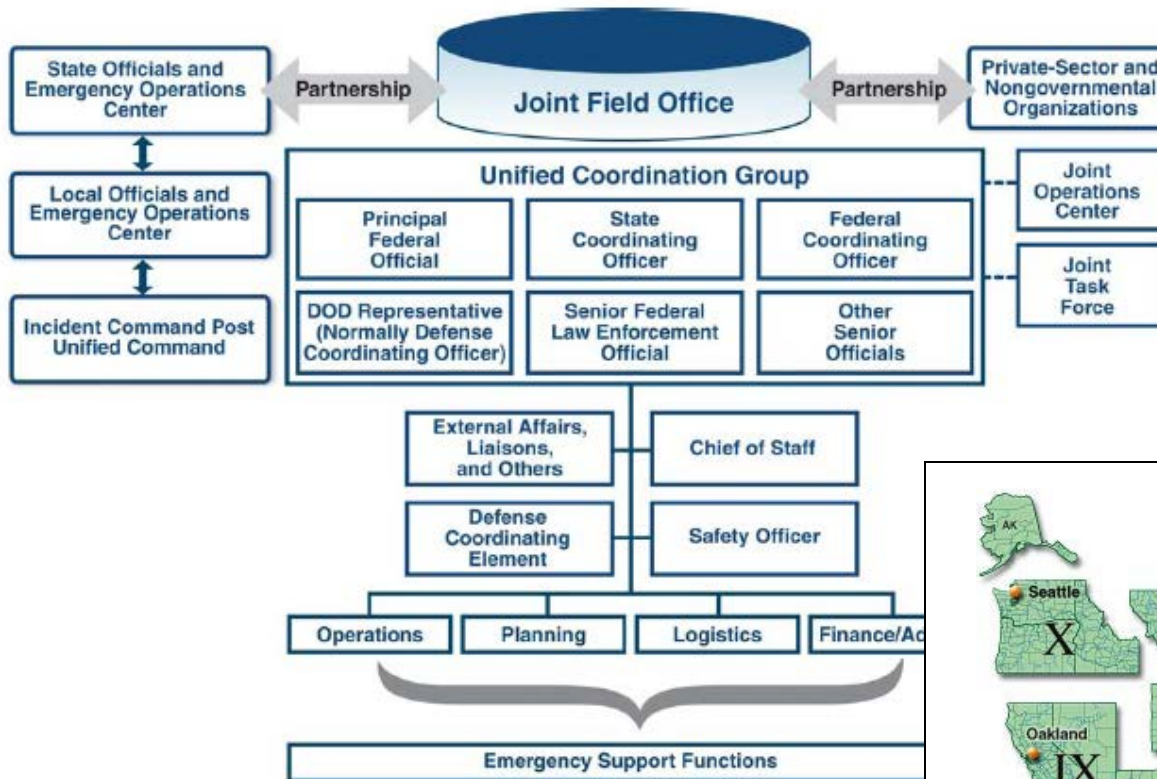 State Officials and
Emergency Operations
Center
Partnership
Joint Field Office
Partnership
Private-Sector and
Nongovernmental
Organizations
Local Officials and
Emergency Operations
Center
Incident Command Post
Unified Command
Unified Coordination Group
Principal
Federal
Official
State
Coordinating
Officer
Federal
Coordinating
Officer
DOD Representative
(Normally Defense
Coordinating Officer)
Senior Federal
Law Enforcement
Official
Other
Senior
Officials
Joint
Operations
Center
Joint
Task
Force
External Affairs,
Liaisons,
and Others
Chief of Staff
Defense
Coordinating
Element
Safety Officer
Operations
Planning
Logistics
Finance/Ad
Emergency Support Functions
AK
Seattle
X
Oakland
IX